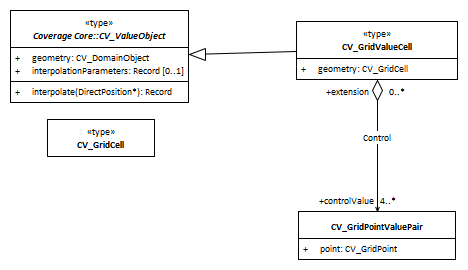 «type»
Coverage Core::CV_ValueObject
+ geometry: CV_DomainObject
+ interpolationParameters: Record [0..1]
+ interpolate(DirectPosition*): Record
«type»
CV_GridCell
«type»
CV_GridValueCell
+ geometry: CV_GridCell
+extension 0..*
Control
+controlValue 4..*
CV_GridPointValuePair
+ point: CV_GridPoint